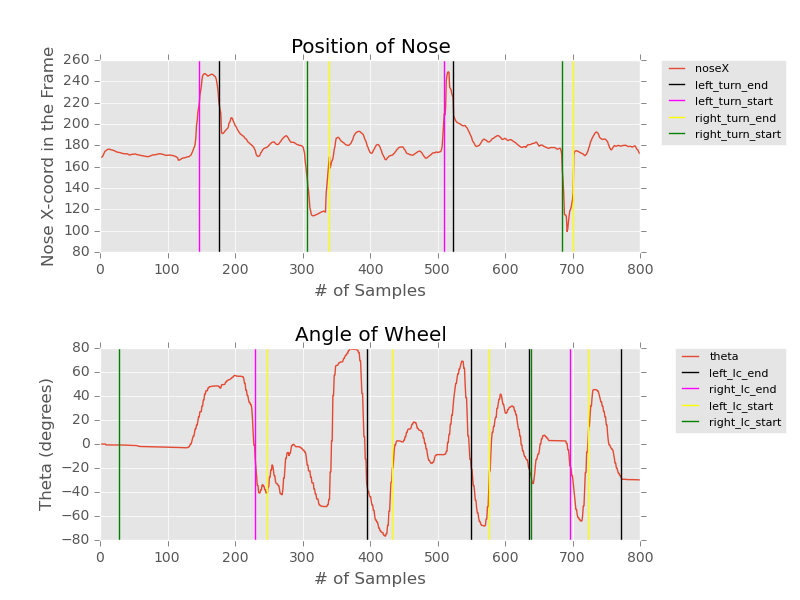 Position of Nose
Nose X-coord in the Frame
260
240
220
200
180
160
140
120
100
80
0 100 200 300 400 500 600 700 800
# of Samples
noseX
left_turn_end
left_turn_start
right_turn_end
right_turn_start
Angle of Wheel
Theta (degrees)
80
60
40
20
0
−20
−40
−60
−80
0 100 200 300 400 500 600 700 800
# of Samples
theta
left_lc_end
right_lc_end
left_lc_start
right_lc_start